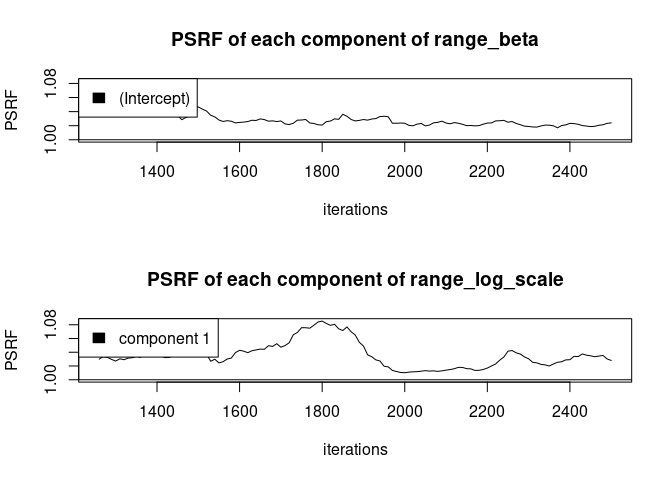 PSRF of each component of range_beta
PSRF
1.00 1.08
(Intercept)
1400 1600 1800 2000 2200 2400
iterations
PSRF of each component of range_log_scale
PSRF
1.00 1.08
component 1
1400 1600 1800 2000 2200 2400
iterations